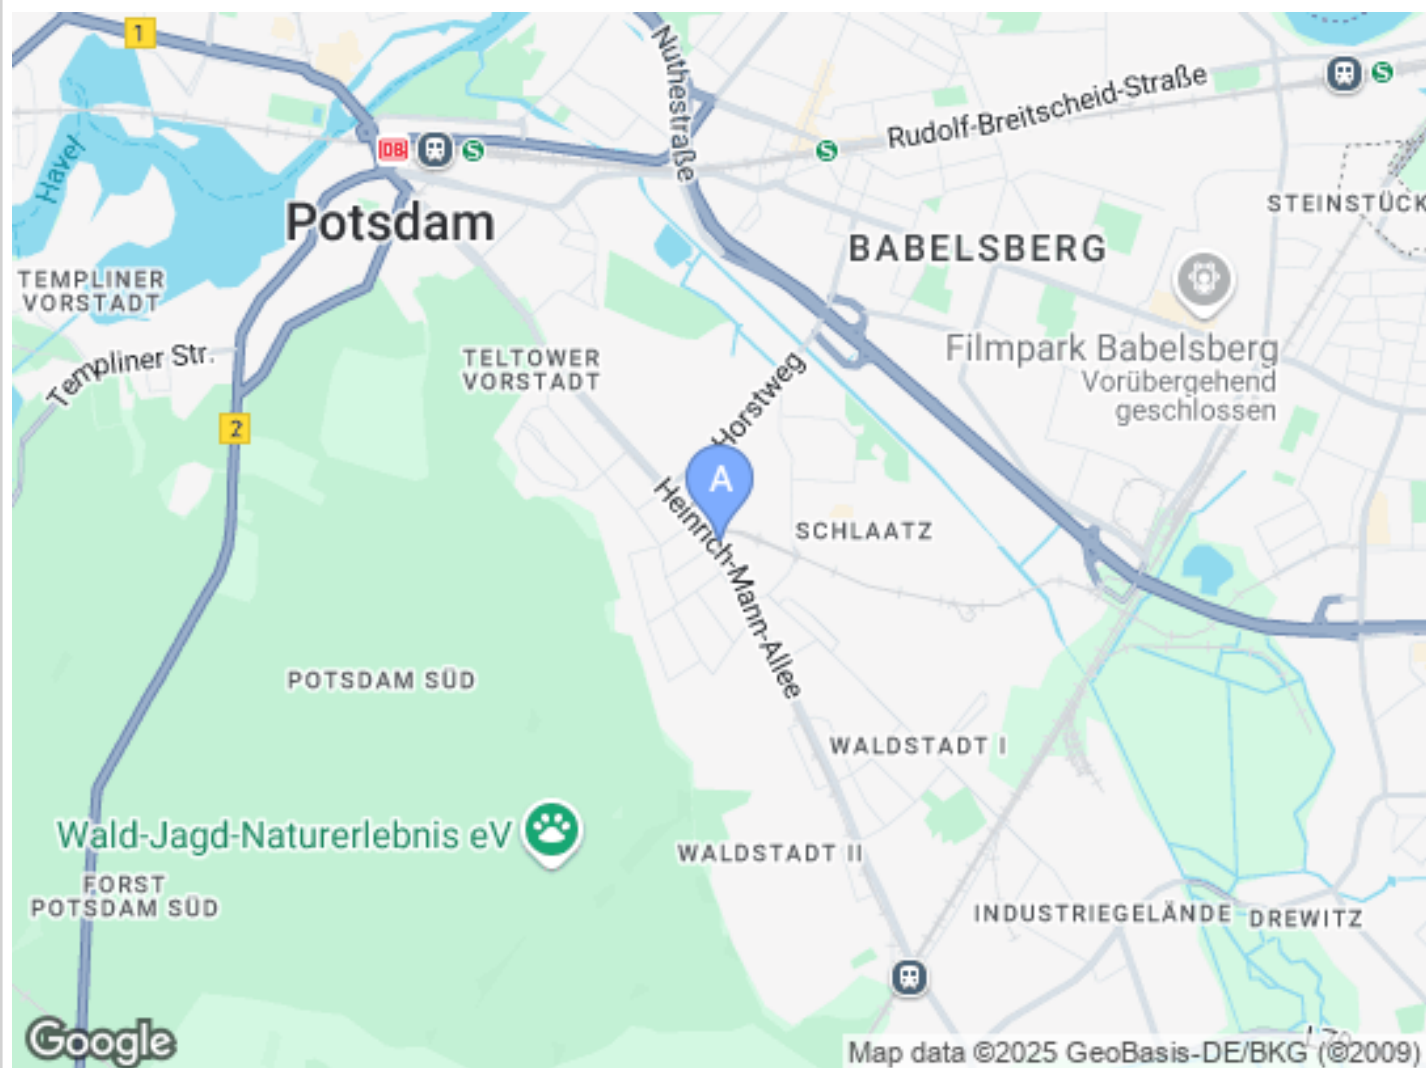 1
Nuthestraße
Rudolf-Breitscheid-Straße
S
DB
S
S
Havel
Potsdam
STEINSTÜCK
BABELSBERG
TEMPLINER
VORSTADT
Templiner Str.
TELTOWER
VORSTADT
Filmpark Babelsberg
Vorübergehend
geschlossen
Horstweg
2
A
Heinrich-Mann-Allee
SCHLAATZ
POTSDAM SÜD
WALDSTADT I
Wald-Jagd-Naturerlebnis eV
WALDSTADT II
FORST
POTSDAM SÜD
INDUSTRIEGELÄNDE
DREWITZ
Google
Map data ©2025 GeoBasis-DE/BKG (©2009)